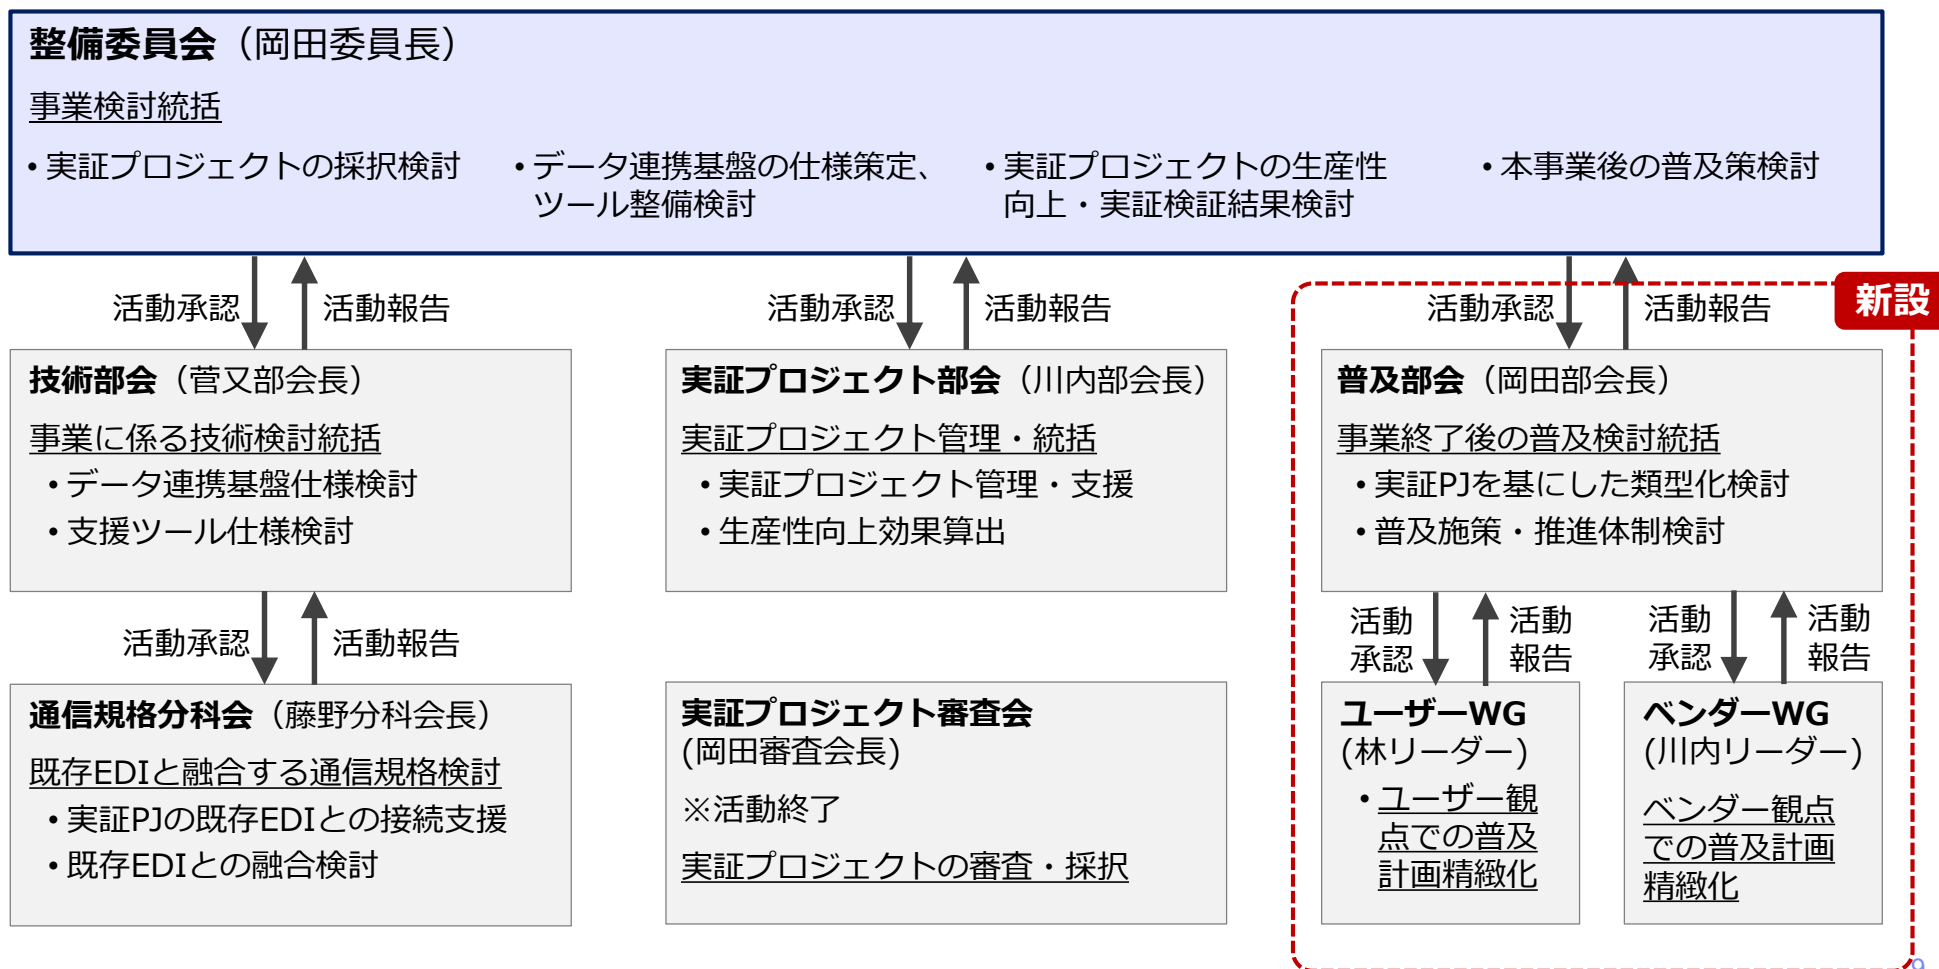 整備委員会（岡田委員長）
事業検討統括
• 実証プロジェクトの採択検討
• データ連携基盤の仕様策定、
ツール整備検討
• 実証プロジェクトの生産性
向上・実証検証結果検討
• 本事業後の普及策検討
活動承認
活動報告
活動承認
活動報告
活動承認
活動報告
新設
技術部会（菅又部会長）
事業に係る技術検討統括
• データ連携基盤仕様検討
• 支援ツール仕様検討
実証プロジェクト部会（川内部会長）
実証プロジェクト管理・統括
• 実証プロジェクト管理・支援
• 生産性向上効果算出
普及部会（岡田部会長）
事業終了後の普及検討統括
• 実証PJを基にした類型化検討
• 普及施策・推進体制検討
活動承認
活動報告
活動
承認
活動
報告
活動
承認
活動
報告
通信規格分科会（藤野分科会長）
既存EDIと融合する通信規格検討
• 実証PJの既存EDIとの接続支援
• 既存EDIとの融合検討
実証プロジェクト審査会
(岡田審査会長)
※活動終了
実証プロジェクトの審査・採択
ユーザーWG
(林リーダー)
• ユーザー観
点での普及
計画精緻化
ベンダーWG
(川内リーダー)
ベンダー観点
での普及計画
精緻化